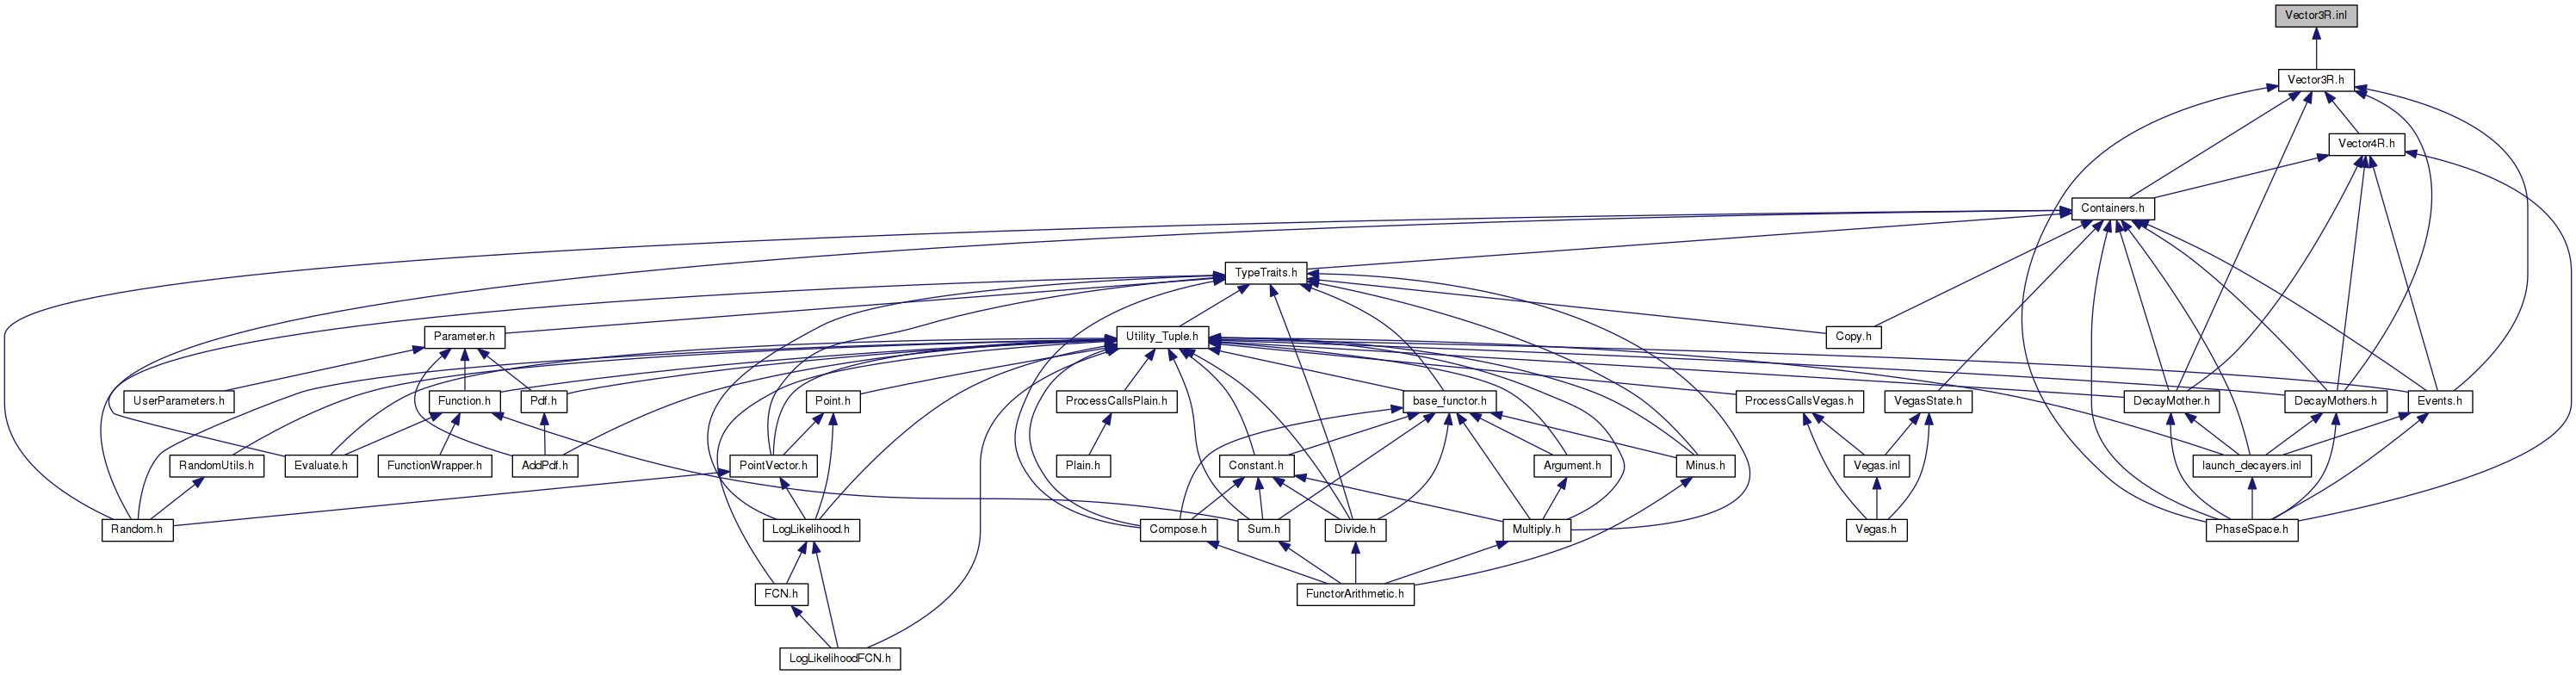 Vector3R.inl
Vector3R.h
Vector4R.h
Containers.h
TypeTraits.h
Parameter.h
Utility_Tuple.h
Copy.h
UserParameters.h
Function.h
Pdf.h
Point.h
ProcessCallsPlain.h
base_functor.h
ProcessCallsVegas.h
VegasState.h
DecayMother.h
DecayMothers.h
Events.h
RandomUtils.h
Evaluate.h
FunctionWrapper.h
AddPdf.h
PointVector.h
Plain.h
Constant.h
Argument.h
Minus.h
Vegas.inl
launch_decayers.inl
Random.h
LogLikelihood.h
Compose.h
Sum.h
Divide.h
Multiply.h
Vegas.h
PhaseSpace.h
FCN.h
FunctorArithmetic.h
LogLikelihoodFCN.h